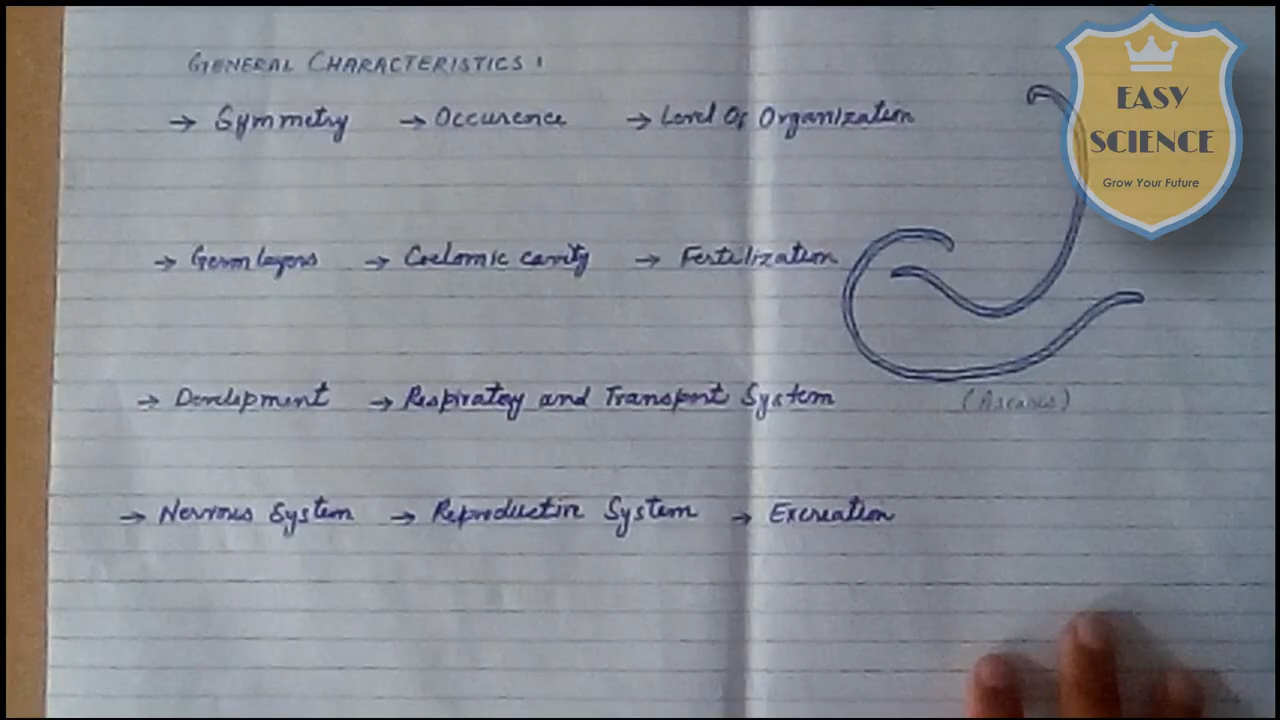 GENERAL CHARACTERISTICS :
→ Symmetry → Occurence → Level Of Organization
→ Germ layers → Coelomic cavity → Fertilization
→ Development → Respiratory and Transport System
(Ascaris)
→ Nervous System → Reproductive System → Excreation
EASY
SCIENCE
Grow Your Future